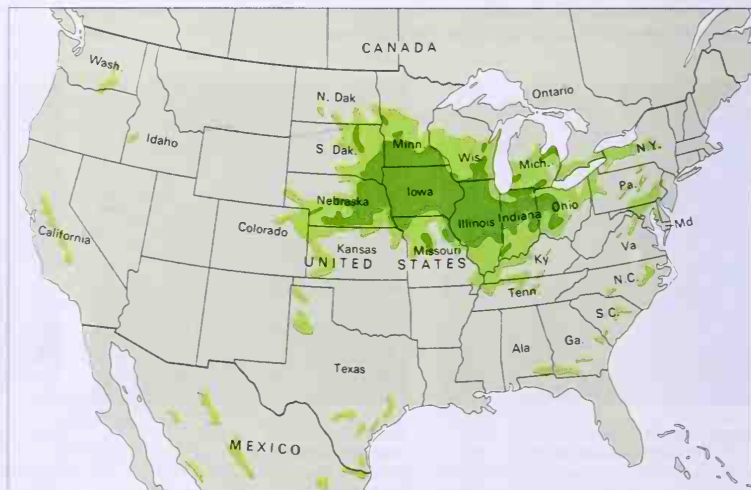 CANADA
Wash.
Ontario
N. Dak
Idaho
Minn.
S Dak.
Wis.
Mich.
N.Y.
Iowa
Pa.
Nebraska
Illinois
Indiana
Ohio
Md
Colorado
California
Kansas
Missouri
Ky
Va
UNITED STATES
Tenn.
N.C.
S.C.
Ala
Ga.
Texas
MEXICO